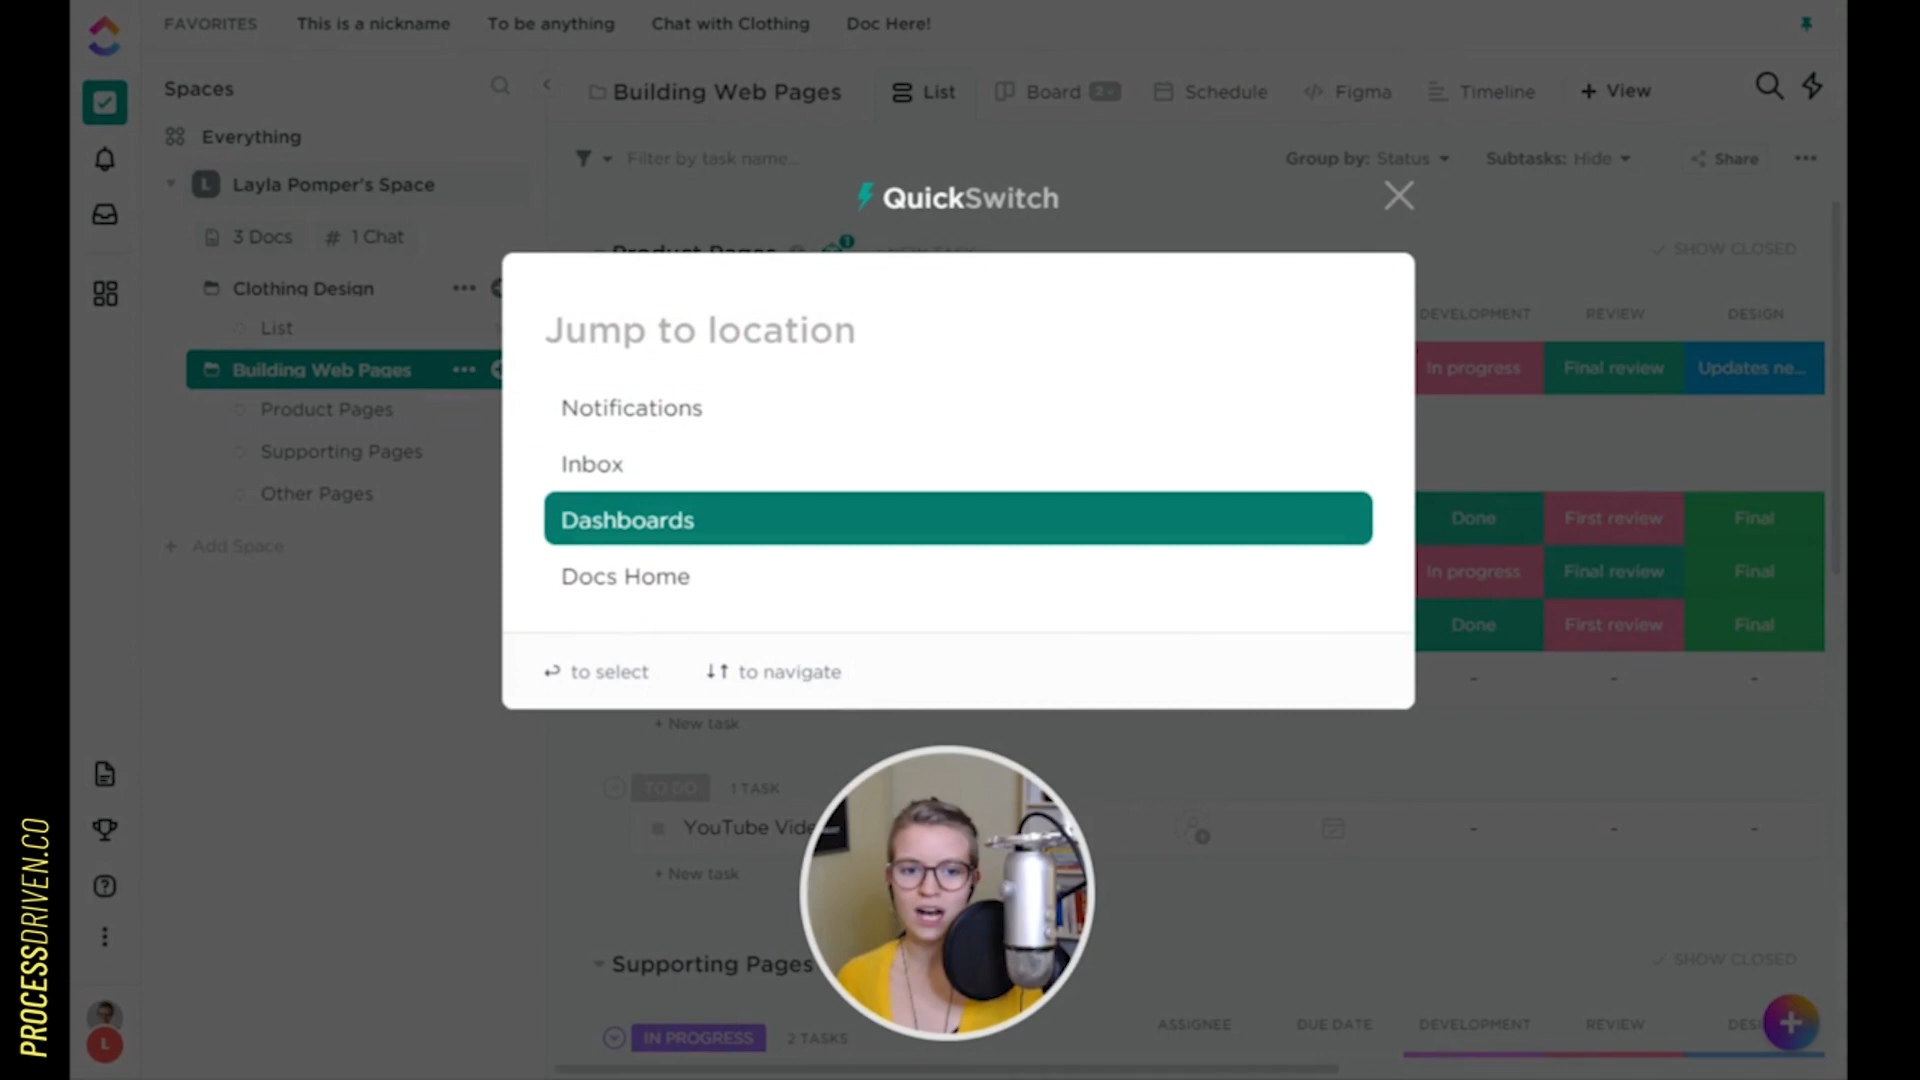 FAVORITES This is a nickname To be anything Chat with Clothing Doc Here!
Spaces
Everything
L Layla Pomper's Space
3 Docs # 1 Chat
Clothing Design
List
Building Web Pages
Product Pages
Supporting Pages
Other Pages
+ Add Space
Building Web Pages List Board Schedule Figma Timeline + View
Filter by task name... Group by: Status Subtasks: Hide Share
QuickSwitch
Product Pages 1 + NEW TASK SHOW CLOSED
Jump to location
Notifications
Inbox
Dashboards
Docs Home
to select to navigate
DEVELOPMENT REVIEW DESIGN
In progress Final review Updates ne...
Done First review Final
In progress Final review Final
Done First review Final
- - -
+ New task
TO DO 1 TASK
YouTube Vide
- - -
+ New task
Supporting Pages SHOW CLOSED
IN PROGRESS 2 TASKS ASSIGNEE DUE DATE DEVELOPMENT REVIEW DESI
L
PROCESSDRIVEN.CO